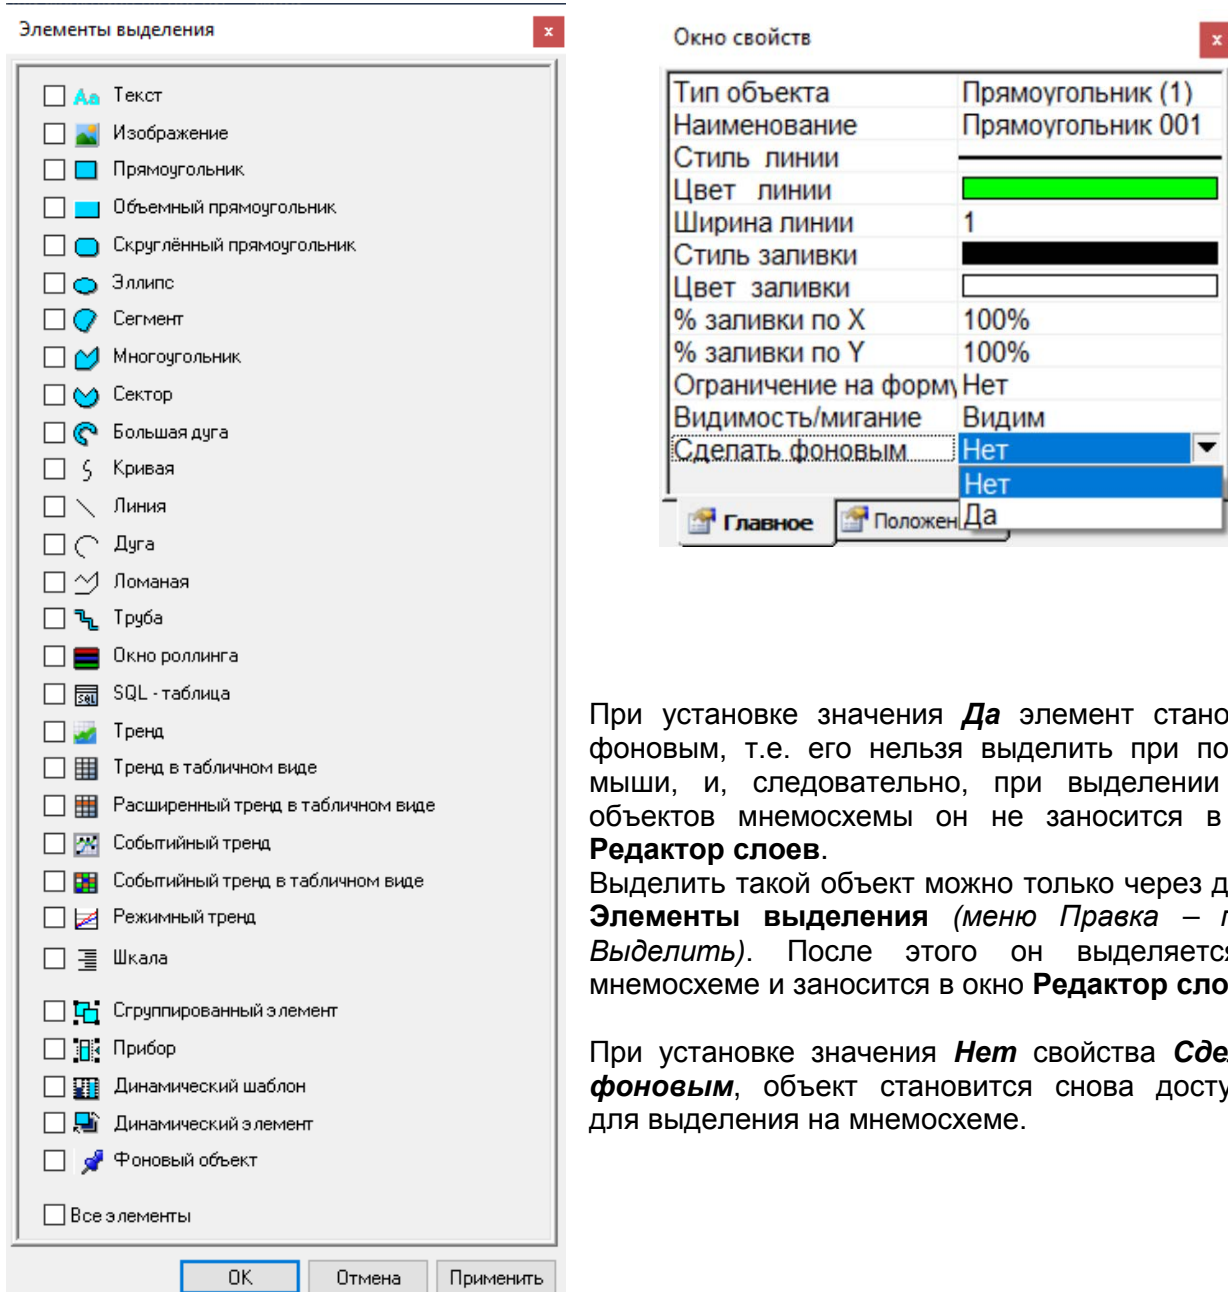 Элементы выделения
x
Aa Текст
Изображение
Прямоугольник
Объемный прямоугольник
Скруглённый прямоугольник
Эллипс
Сегмент
Многоугольник
Сектор
Большая дуга
Кривая
Линия
Дуга
Ломаная
Труба
Окно роллинга
SQL SQL - таблица
Тренд
Тренд в табличном виде
Расширенный тренд в табличном виде
Событийный тренд
Событийный тренд в табличном виде
Режимный тренд
Шкала
Сгруппированный элемент
Прибор
Динамический шаблон
Динамический элемент
Фоновый объект
Все элементы
OK Отмена Применить
Окно свойств
x
Тип объекта Прямоугольник (1)
Наименование Прямоугольник 001
Стиль линии
Цвет линии
Ширина линии 1
Стиль заливки
Цвет заливки
% заливки по X 100%
% заливки по Y 100%
Ограничение на форму Нет
Видимость/мигание Видим
Сделать фоновым Нет
Нет
Да
Главное Положен
При установке значения Да элемент стано
фоновым, т.е. его нельзя выделить при по
мыши, и, следовательно, при выделении
объектов мнемосхемы он не заносится в
Редактор слоев.
Выделить такой объект можно только через д
Элементы выделения (меню Правка – п
Выделить). После этого он выделяется
мнемосхеме и заносится в окно Редактор сло
При установке значения Нет свойства Сде
фоновым, объект становится снова досту
для выделения на мнемосхеме.